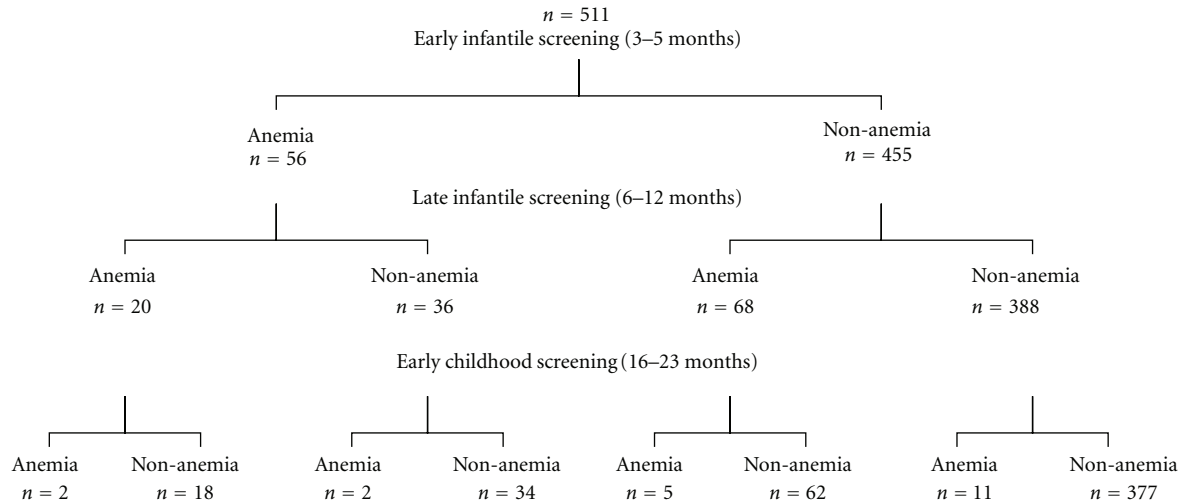 n = 511
Early infantile screening (3–5 months)
Anemia
n = 56
Non-anemia
n = 455
Late infantile screening (6–12 months)
Anemia
n = 20
Non-anemia
n = 36
Anemia
n = 68
Non-anemia
n = 388
Early childhood screening (16–23 months)
Anemia
n = 2
Non-anemia
n = 18
Anemia
n = 2
Non-anemia
n = 34
Anemia
n = 5
Non-anemia
n = 62
Anemia
n = 11
Non-anemia
n = 377